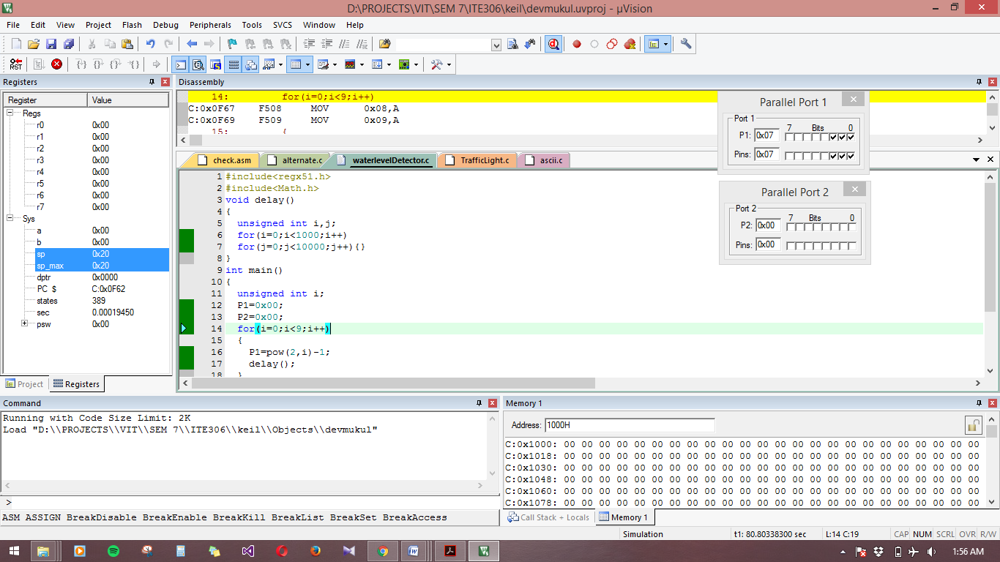 D:\PROJECTS\VIT\SEM 7\ITE306\keil\devmukul.uvproj - µVision
File Edit View Project Flash Debug Peripherals Tools SVCS Window Help
RST
Registers
Register Value
Regs
r0 0x00
r1 0x00
r2 0x00
r3 0x00
r4 0x00
r5 0x00
r6 0x00
r7 0x00
Sys
a 0x00
b 0x00
sp 0x20
sp_max 0x20
dptr 0x0000
PC $ C:0x0F62
states 389
sec 0.00019450
psw 0x00
Project Registers
Disassembly
14: for(i=0;i<9;i++)
C:0x0F67 F508 MOV 0x08,A
C:0x0F69 F509 MOV 0x09,A
15: {
Parallel Port 1
Port 1
7 Bits 0
P1: 0x07
Pins: 0x07
Parallel Port 2
Port 2
7 Bits 0
P2: 0x00
Pins: 0x00
check.asm alternate.c waterlevelDetector.c TrafficLight.c ascii.c
1 #include<regx51.h>
2 #include<Math.h>
3 void delay()
4 {
5 unsigned int i,j;
6 for(i=0;i<1000;i++)
7 for(j=0;j<10000;j++){}
8 }
9 int main()
10 {
11 unsigned int i;
12 P1=0x00;
13 P2=0x00;
14 for(i=0;i<9;i++)
15 {
16 P1=pow(2,i)-1;
17 delay();
18 }
Command
Running with Code Size Limit: 2K
Load "D:\\PROJECTS\\VIT\\SEM 7\\ITE306\\keil\\Objects\\devmukul"
>
ASM ASSIGN BreakDisable BreakEnable BreakKill BreakList BreakSet BreakAccess
Memory 1
Address: 1000H
C:0x1000: 00 00 00 00 00 00 00 00 00 00 00 00 00 00 00 00 00 00 00 00 00 00 00 00
C:0x1018: 00 00 00 00 00 00 00 00 00 00 00 00 00 00 00 00 00 00 00 00 00 00 00 00
C:0x1030: 00 00 00 00 00 00 00 00 00 00 00 00 00 00 00 00 00 00 00 00 00 00 00 00
C:0x1048: 00 00 00 00 00 00 00 00 00 00 00 00 00 00 00 00 00 00 00 00 00 00 00 00
C:0x1060: 00 00 00 00 00 00 00 00 00 00 00 00 00 00 00 00 00 00 00 00 00 00 00 00
C:0x1078: 00 00 00 00 00 00 00 00 00 00 00 00 00 00 00 00 00 00 00 00 00 00 00 00
Call Stack + Locals Memory 1
Simulation t1: 80.80338300 sec L:14 C:19 CAP NUM SCRL OVR R/W
1:56 AM